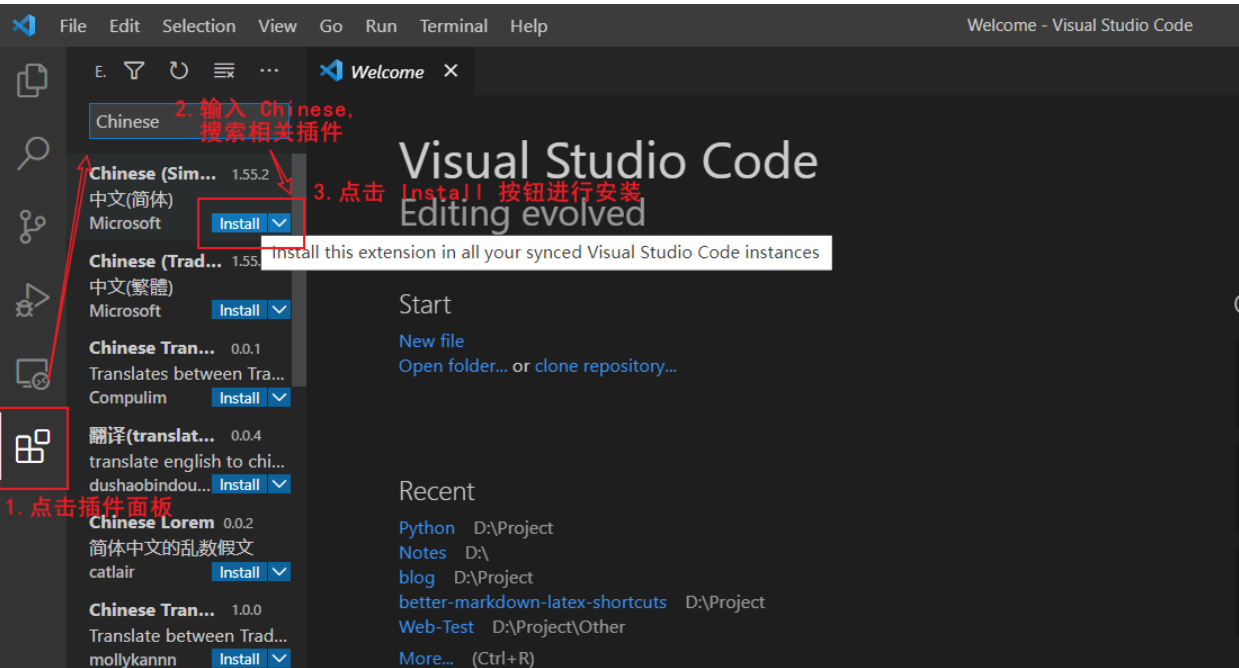 File Edit Selection View Go Run Terminal Help
Welcome - Visual Studio Code
E.
Welcome
Chinese
2.输入 Chinese,
搜索相关插件
Chinese (Sim... 1.55.2
中文(简体)
Microsoft Install
3.点击 Install 按钮进行安装
Chinese (Trad... 1.55.
中文(繁體)
Microsoft Install
Chinese Tran... 0.0.1
Translates between Tra...
Compulim Install
翻译(translat... 0.0.4
translate english to chi...
dushaobindou... Install
1.点击插件面板
Chinese Lorem 0.0.2
简体中文的乱数假文
catlair Install
Chinese Tran... 1.0.0
Translate between Trad...
mollykannn Install
Visual Studio Code
Editing evolved
Install this extension in all your synced Visual Studio Code instances
Start
New file
Open folder... or clone repository...
Recent
Python D:\Project
Notes D:\
blog D:\Project
better-markdown-latex-shortcuts D:\Project
Web-Test D:\Project\Other
More... (Ctrl+R)